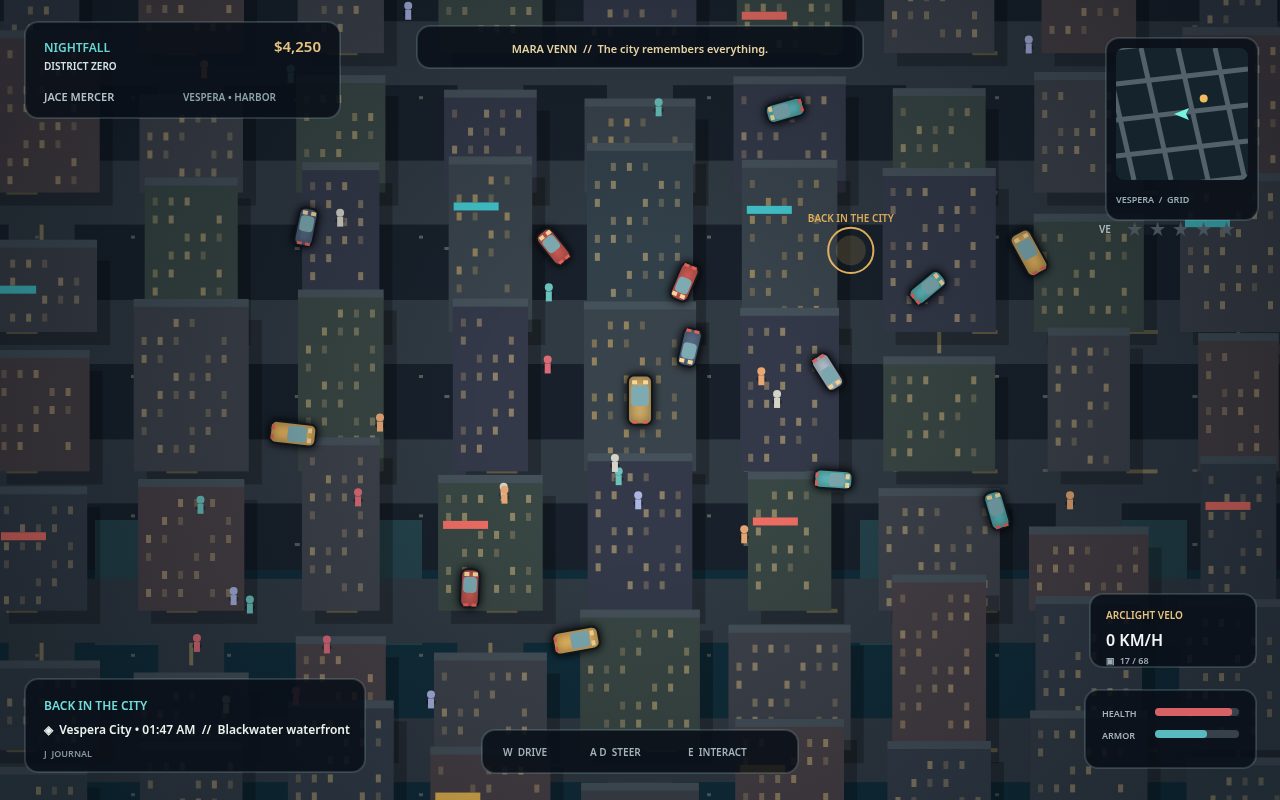 NIGHTFALL
$4,250
DISTRICT ZERO
JACE MERCER
VESPERA • HARBOR
MARA VENN // The city remembers everything.
VESPERA / GRID
VE ★ ★ ★ ★ ★
BACK IN THE CITY
ARCLIGHT VELO
0 KM/H
▣ 17 / 68
BACK IN THE CITY
◈ Vespera City • 01:47 AM // Blackwater waterfront
J JOURNAL
W DRIVE
A D STEER
E INTERACT
HEALTH
ARMOR